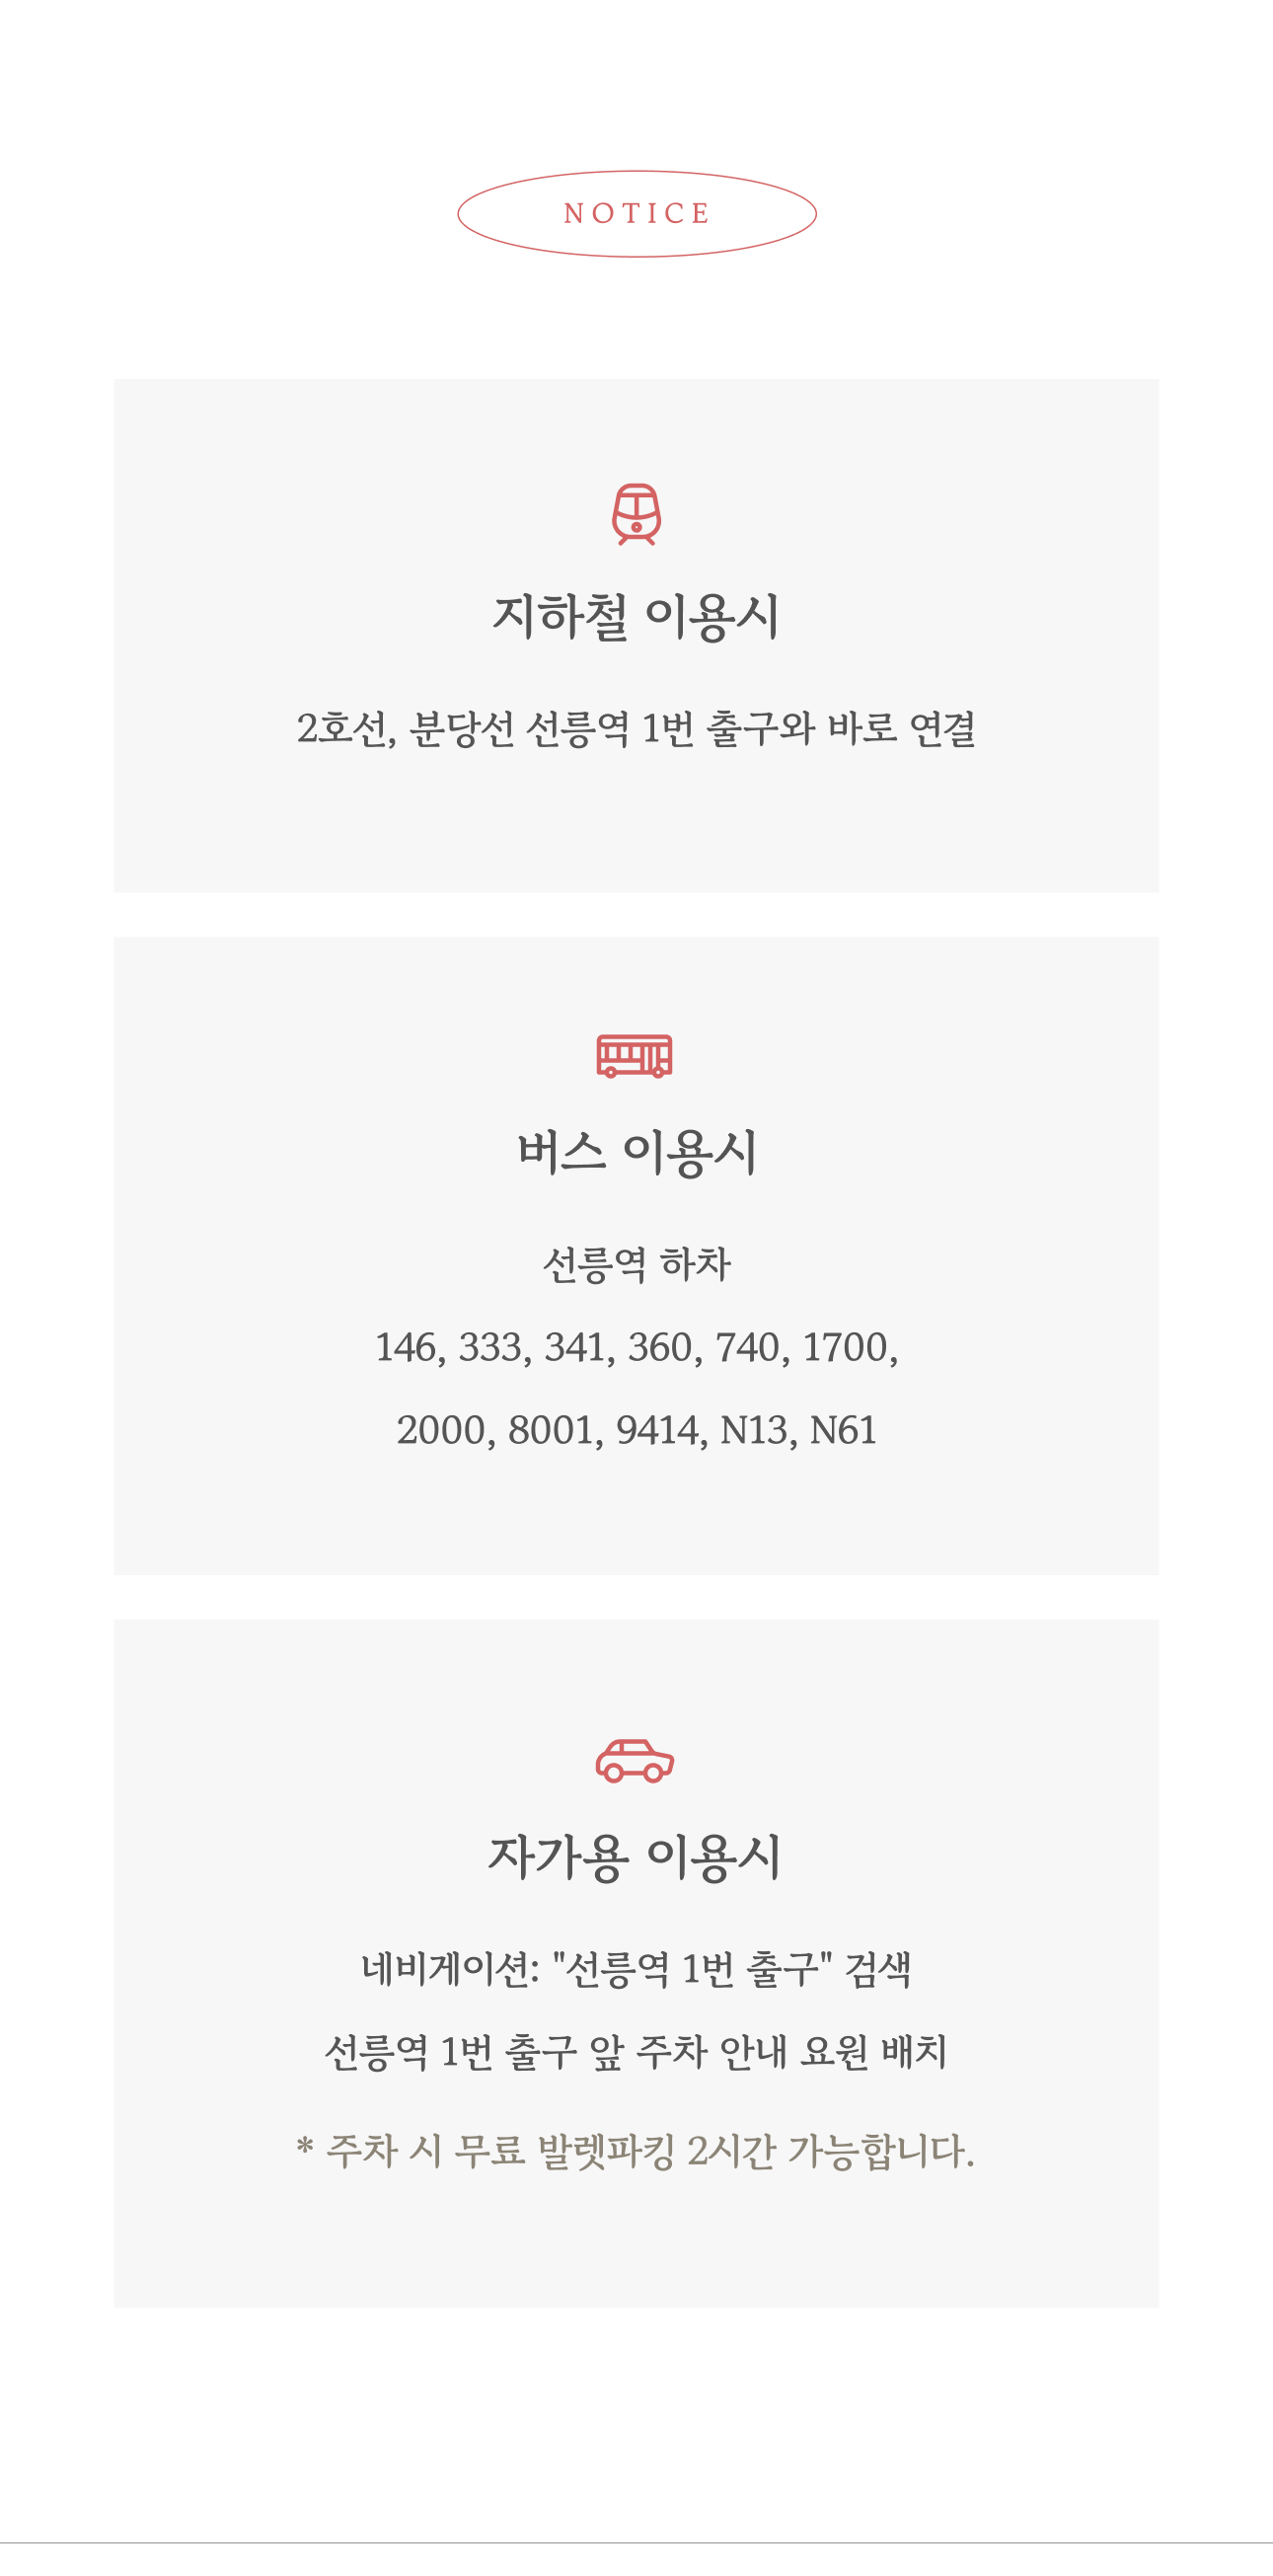 NOTICE
지하철 이용시
2호선, 분당선 선릉역 1번 출구와 바로 연결
버스 이용시
선릉역 하차
146, 333, 341, 360, 740, 1700,
2000, 8001, 9414, N13, N61
자가용 이용시
네비게이션: "선릉역 1번 출구" 검색
선릉역 1번 출구 앞 주차 안내 요원 배치
* 주차 시 무료 발렛파킹 2시간 가능합니다.